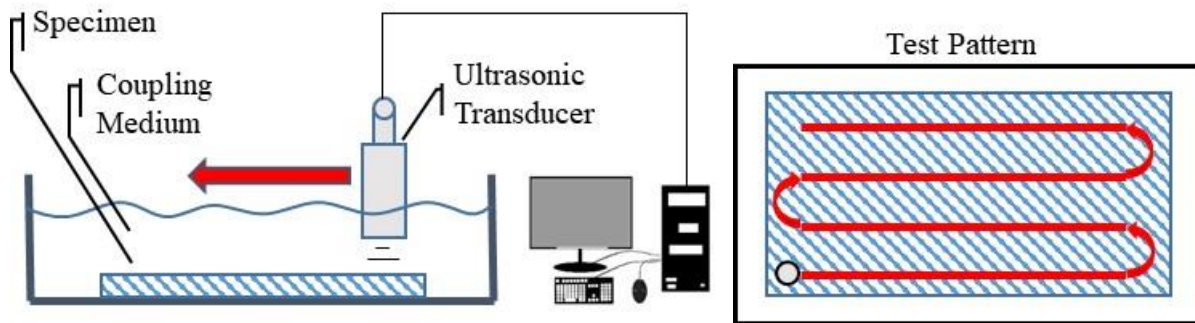 Specimen
Coupling
Medium
Ultrasonic
Transducer
Test Pattern